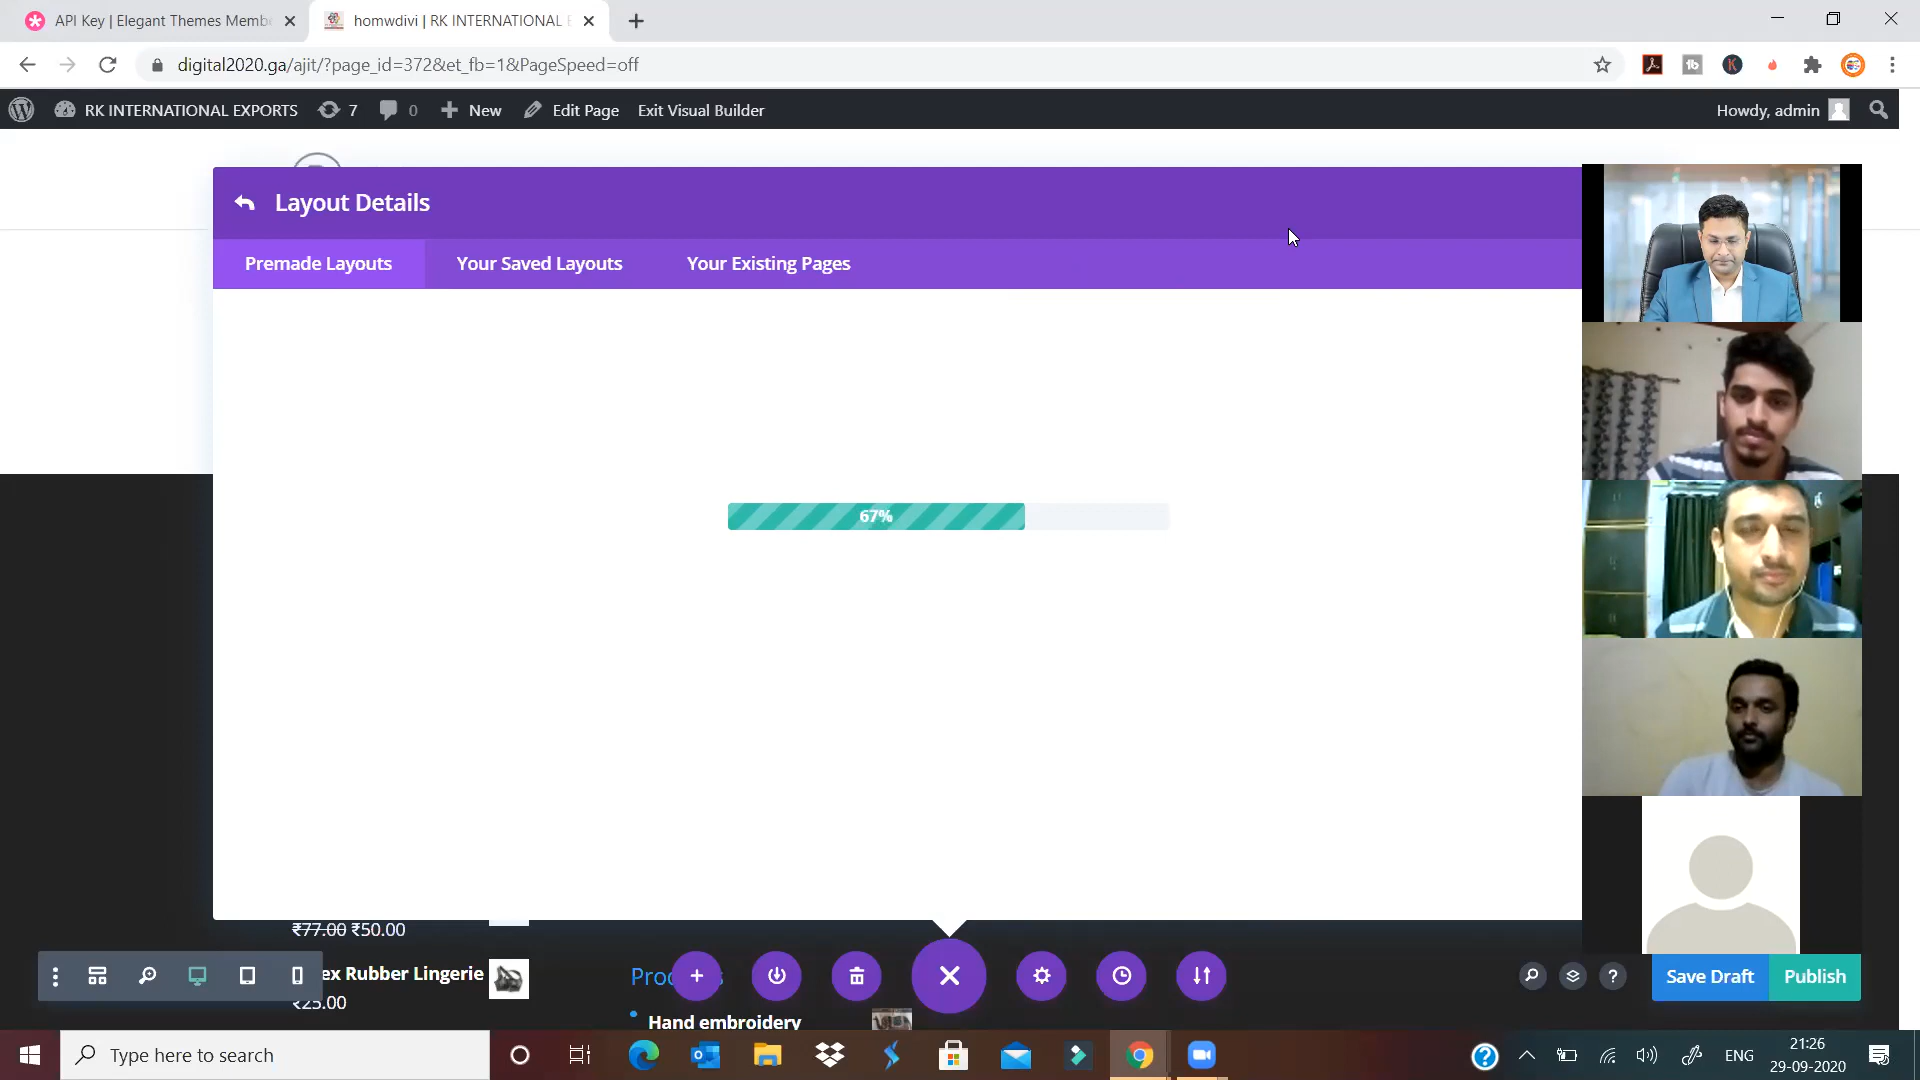 API Key | Elegant Themes Memb
homwdivi | RK INTERNATIONAL E
digital2020.ga/ajit/?page_id=372&et_fb=1&PageSpeed=off
RK INTERNATIONAL EXPORTS 7 0 New Edit Page Exit Visual Builder Howdy, admin
Layout Details
Premade Layouts Your Saved Layouts Your Existing Pages
67%
₹77.00 ₹50.00
ex Rubber Lingerie
₹25.00
Hand embroidery
Save Draft Publish
Type here to search
ENG
21:26
29-09-2020